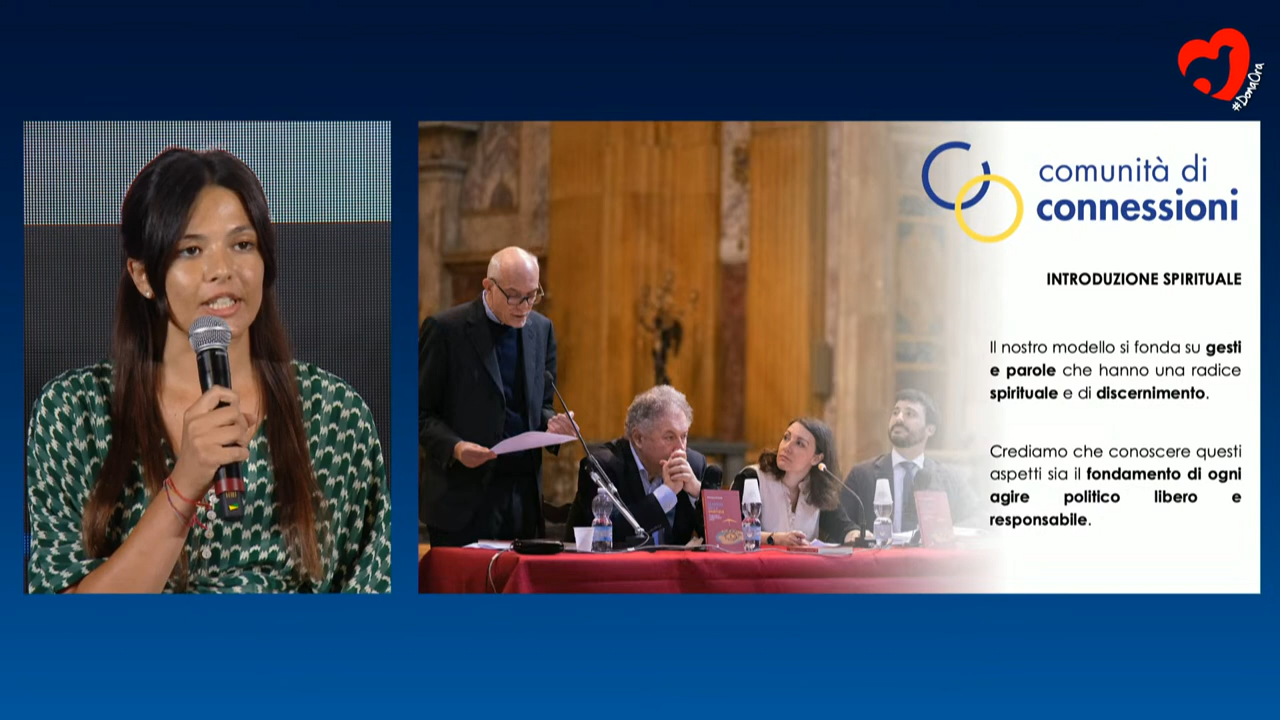 #DonaOra
comunità di
connessioni
INTRODUZIONE SPIRITUALE
Il nostro modello si fonda su gesti
e parole che hanno una radice
spirituale e di discernimento.
Crediamo che conoscere questi
aspetti sia il fondamento di ogni
agire politico libero e
responsabile.